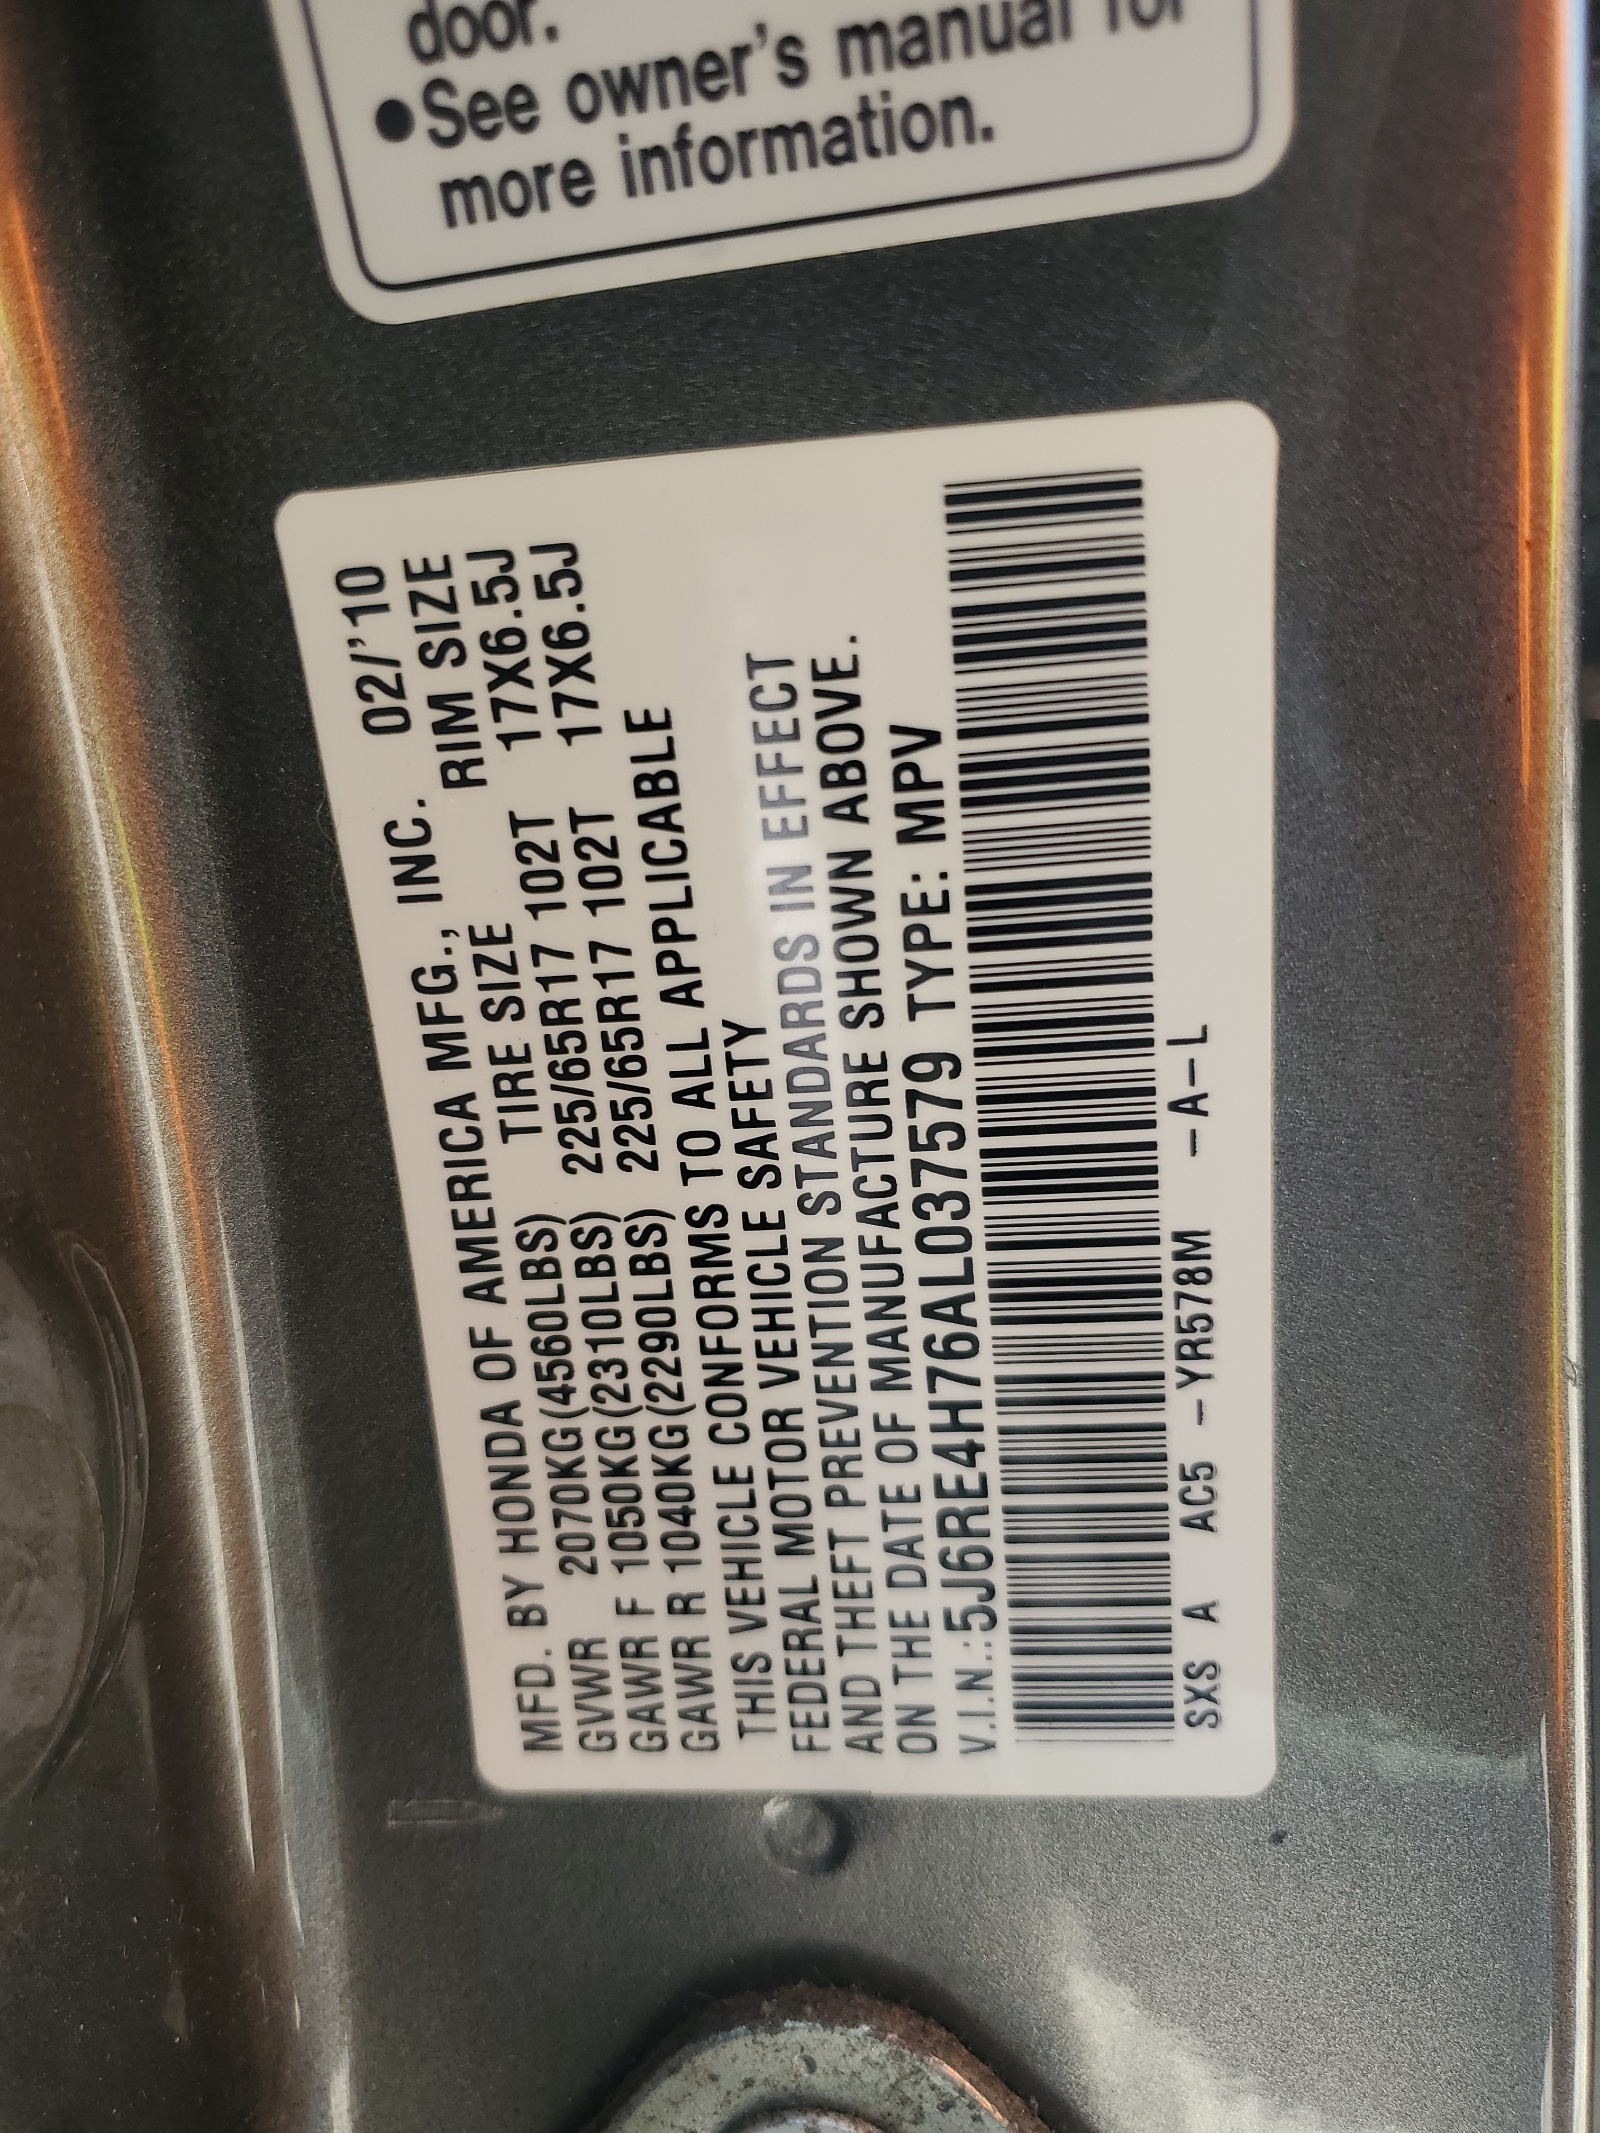 door.
●See owner's manual for
more information.
MFD. BY HONDA OF AMERICA MFG., INC. 02/'10
GVWR 2070KG(4560LBS) TIRE SIZE RIM SIZE
GAWR F 1050KG(2310LBS) 225/65R17 102T 17X6.5J
GAWR R 1040KG(2290LBS) 225/65R17 102T 17X6.5J
THIS VEHICLE CONFORMS TO ALL APPLICABLE
FEDERAL MOTOR VEHICLE SAFETY
AND THEFT PREVENTION STANDARDS IN EFFECT
ON THE DATE OF MANUFACTURE SHOWN ABOVE.
V.I.N.:5J6RE4H76AL037579 TYPE: MPV
SXS A AC5 - YR578M -A-L